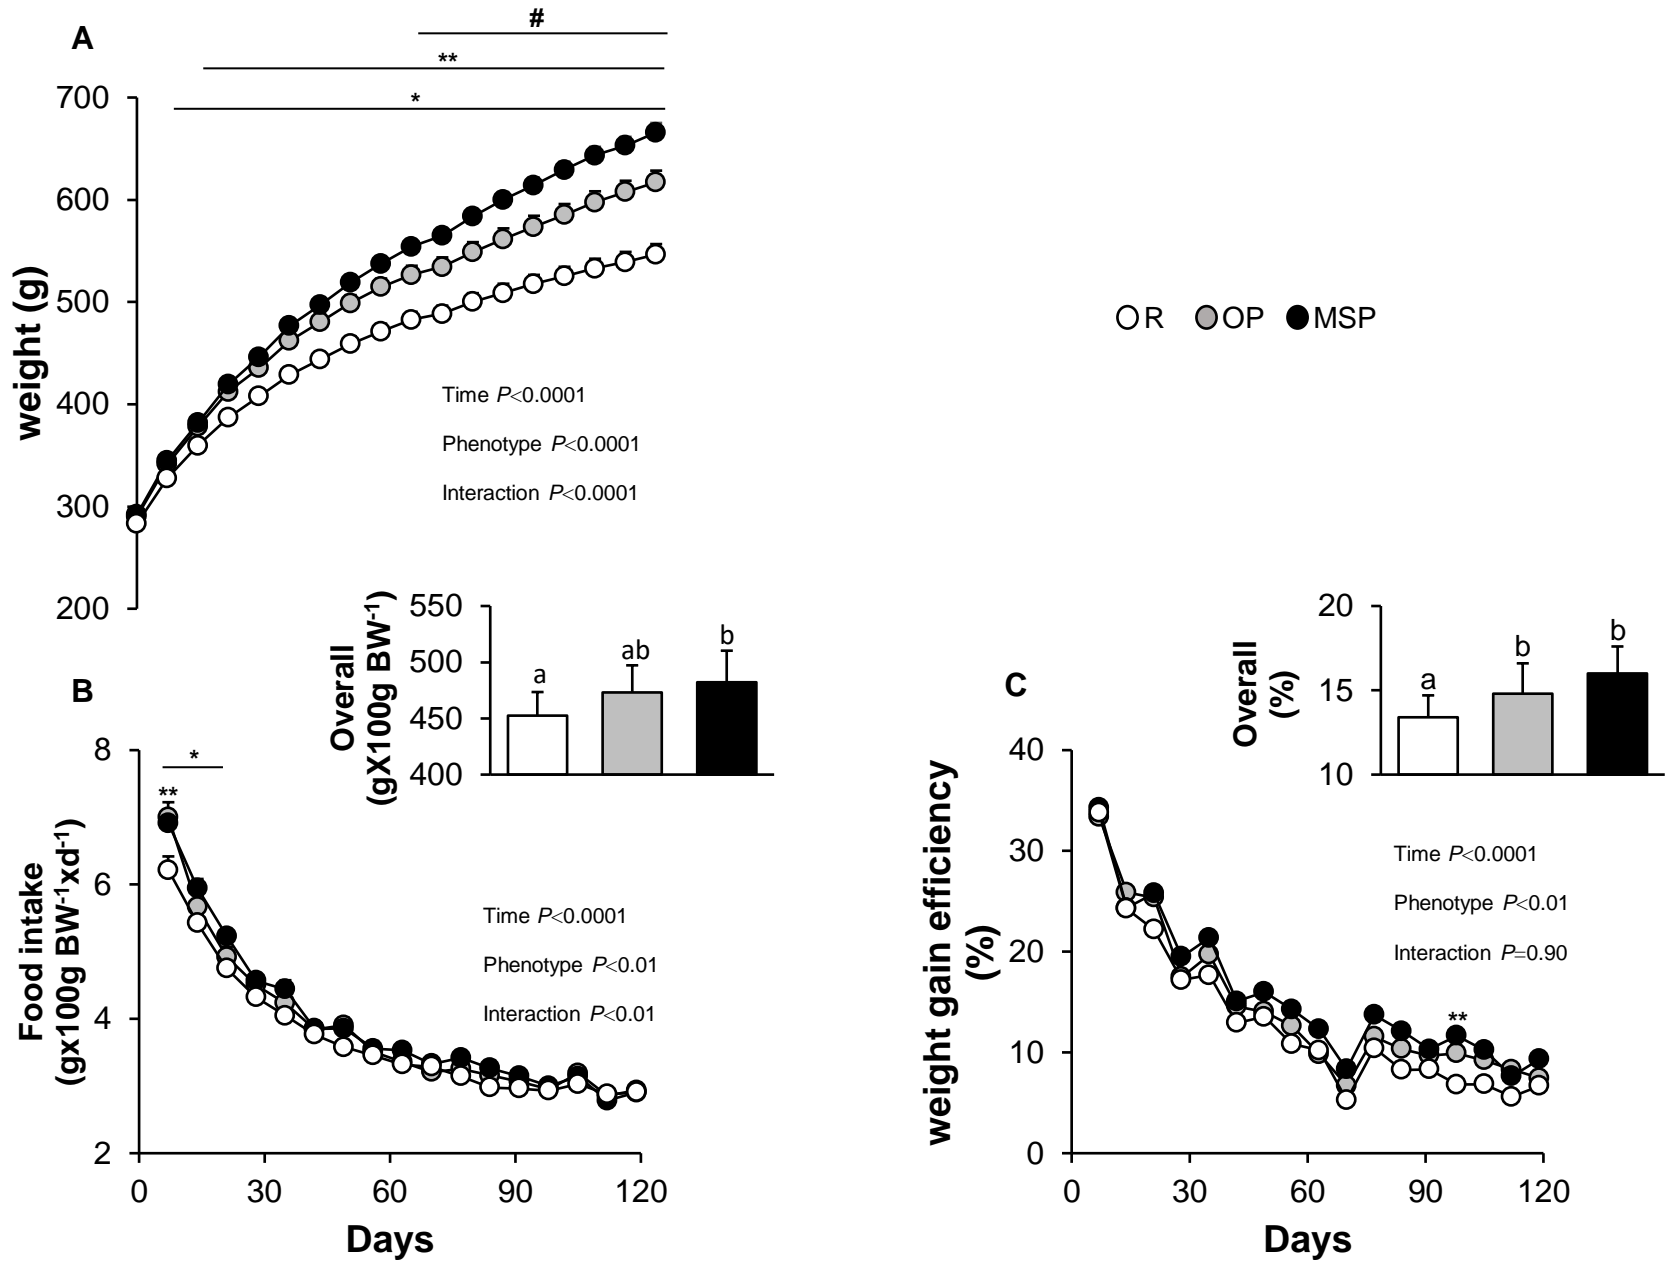 A
#
**
*
700
600
500
400
300
200
weight (g)
Time P<0.0001
Phenotype P<0.0001
Interaction P<0.0001
R OP MSP
B
8
6
4
2
Food intake
(gx100g BW-1xd-1)
*
**
Overall
(gX100g BW-1)
550
500
450
400
a
ab
b
Time P<0.0001
Phenotype P<0.01
Interaction P<0.01
0 30 60 90 120
Days
C
40
30
20
10
0
weight gain efficiency
(%)
Overall
(%)
20
15
10
a
b
b
Time P<0.0001
Phenotype P<0.01
Interaction P=0.90
**
0 30 60 90 120
Days